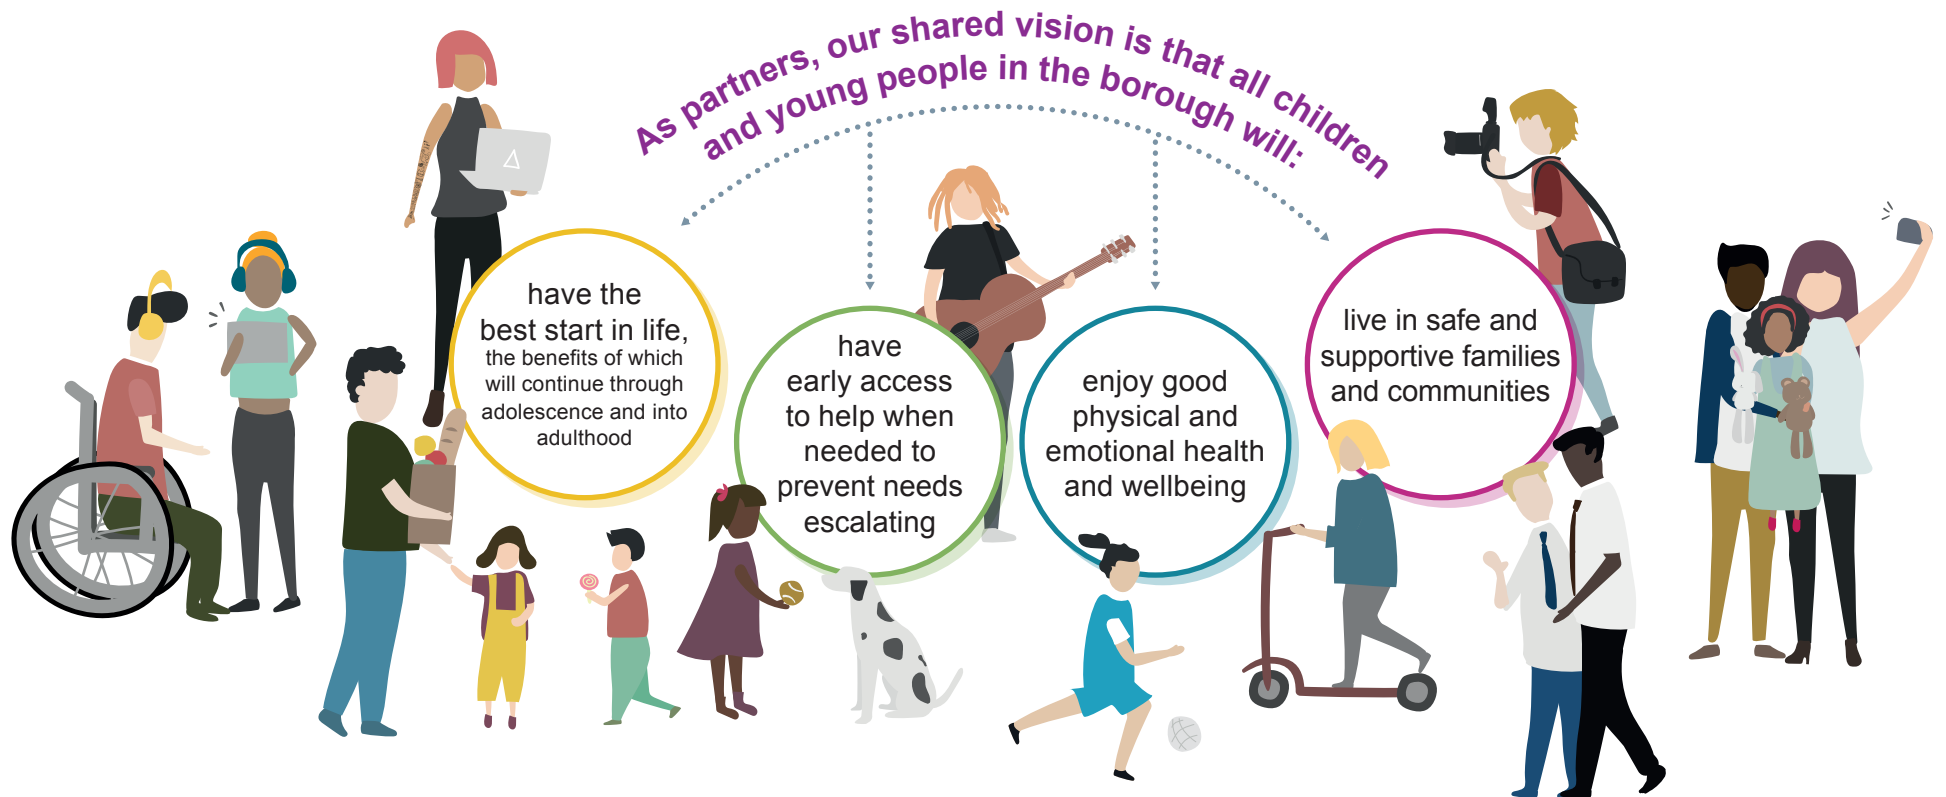 As partners, our shared vision is that all children
and young people in the borough will:
have the
best start in life,
the benefits of which
will continue through
adolescence and into
adulthood
have
early access
to help when
needed to
prevent needs
escalating
enjoy good
physical and
emotional health
and wellbeing
live in safe and
supportive families
and communities